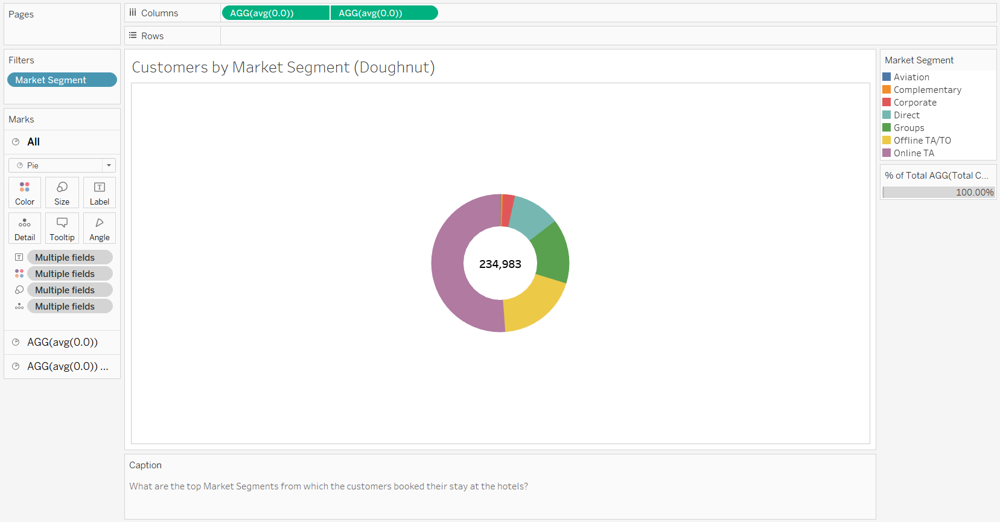 Pages
Columns
AGG(avg(0.0))
AGG(avg(0.0))
Rows
Filters
Market Segment
Marks
All
Pie
Color
Size
T
Label
Detail
Tooltip
Angle
T
Multiple fields
Multiple fields
Multiple fields
Multiple fields
AGG(avg(0.0))
AGG(avg(0.0)) ...
Customers by Market Segment (Doughnut)
234,983
Market Segment
Aviation
Complementary
Corporate
Direct
Groups
Offline TA/TO
Online TA
% of Total AGG(Total C...
100.00%
Caption
What are the top Market Segments from which the customers booked their stay at the hotels?